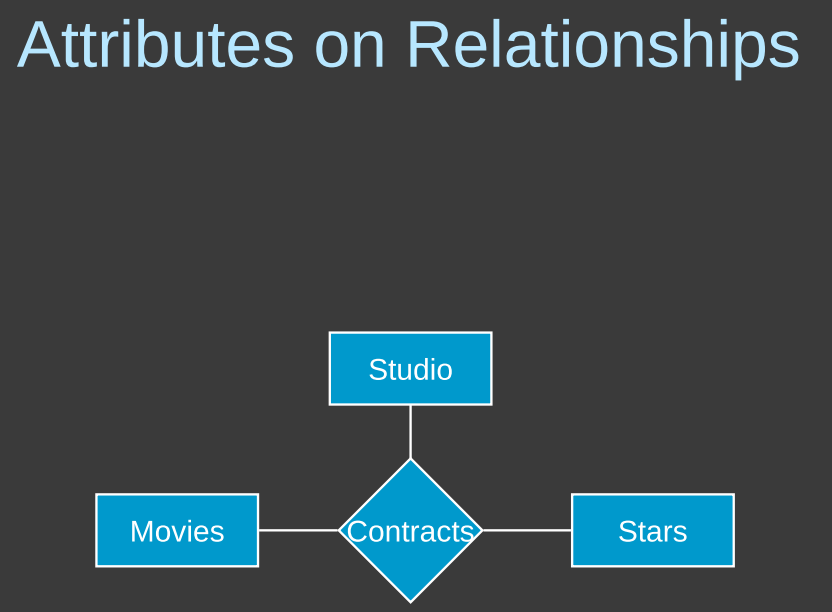 Attributes on Relationships
Studio
Movies
Contracts
Stars